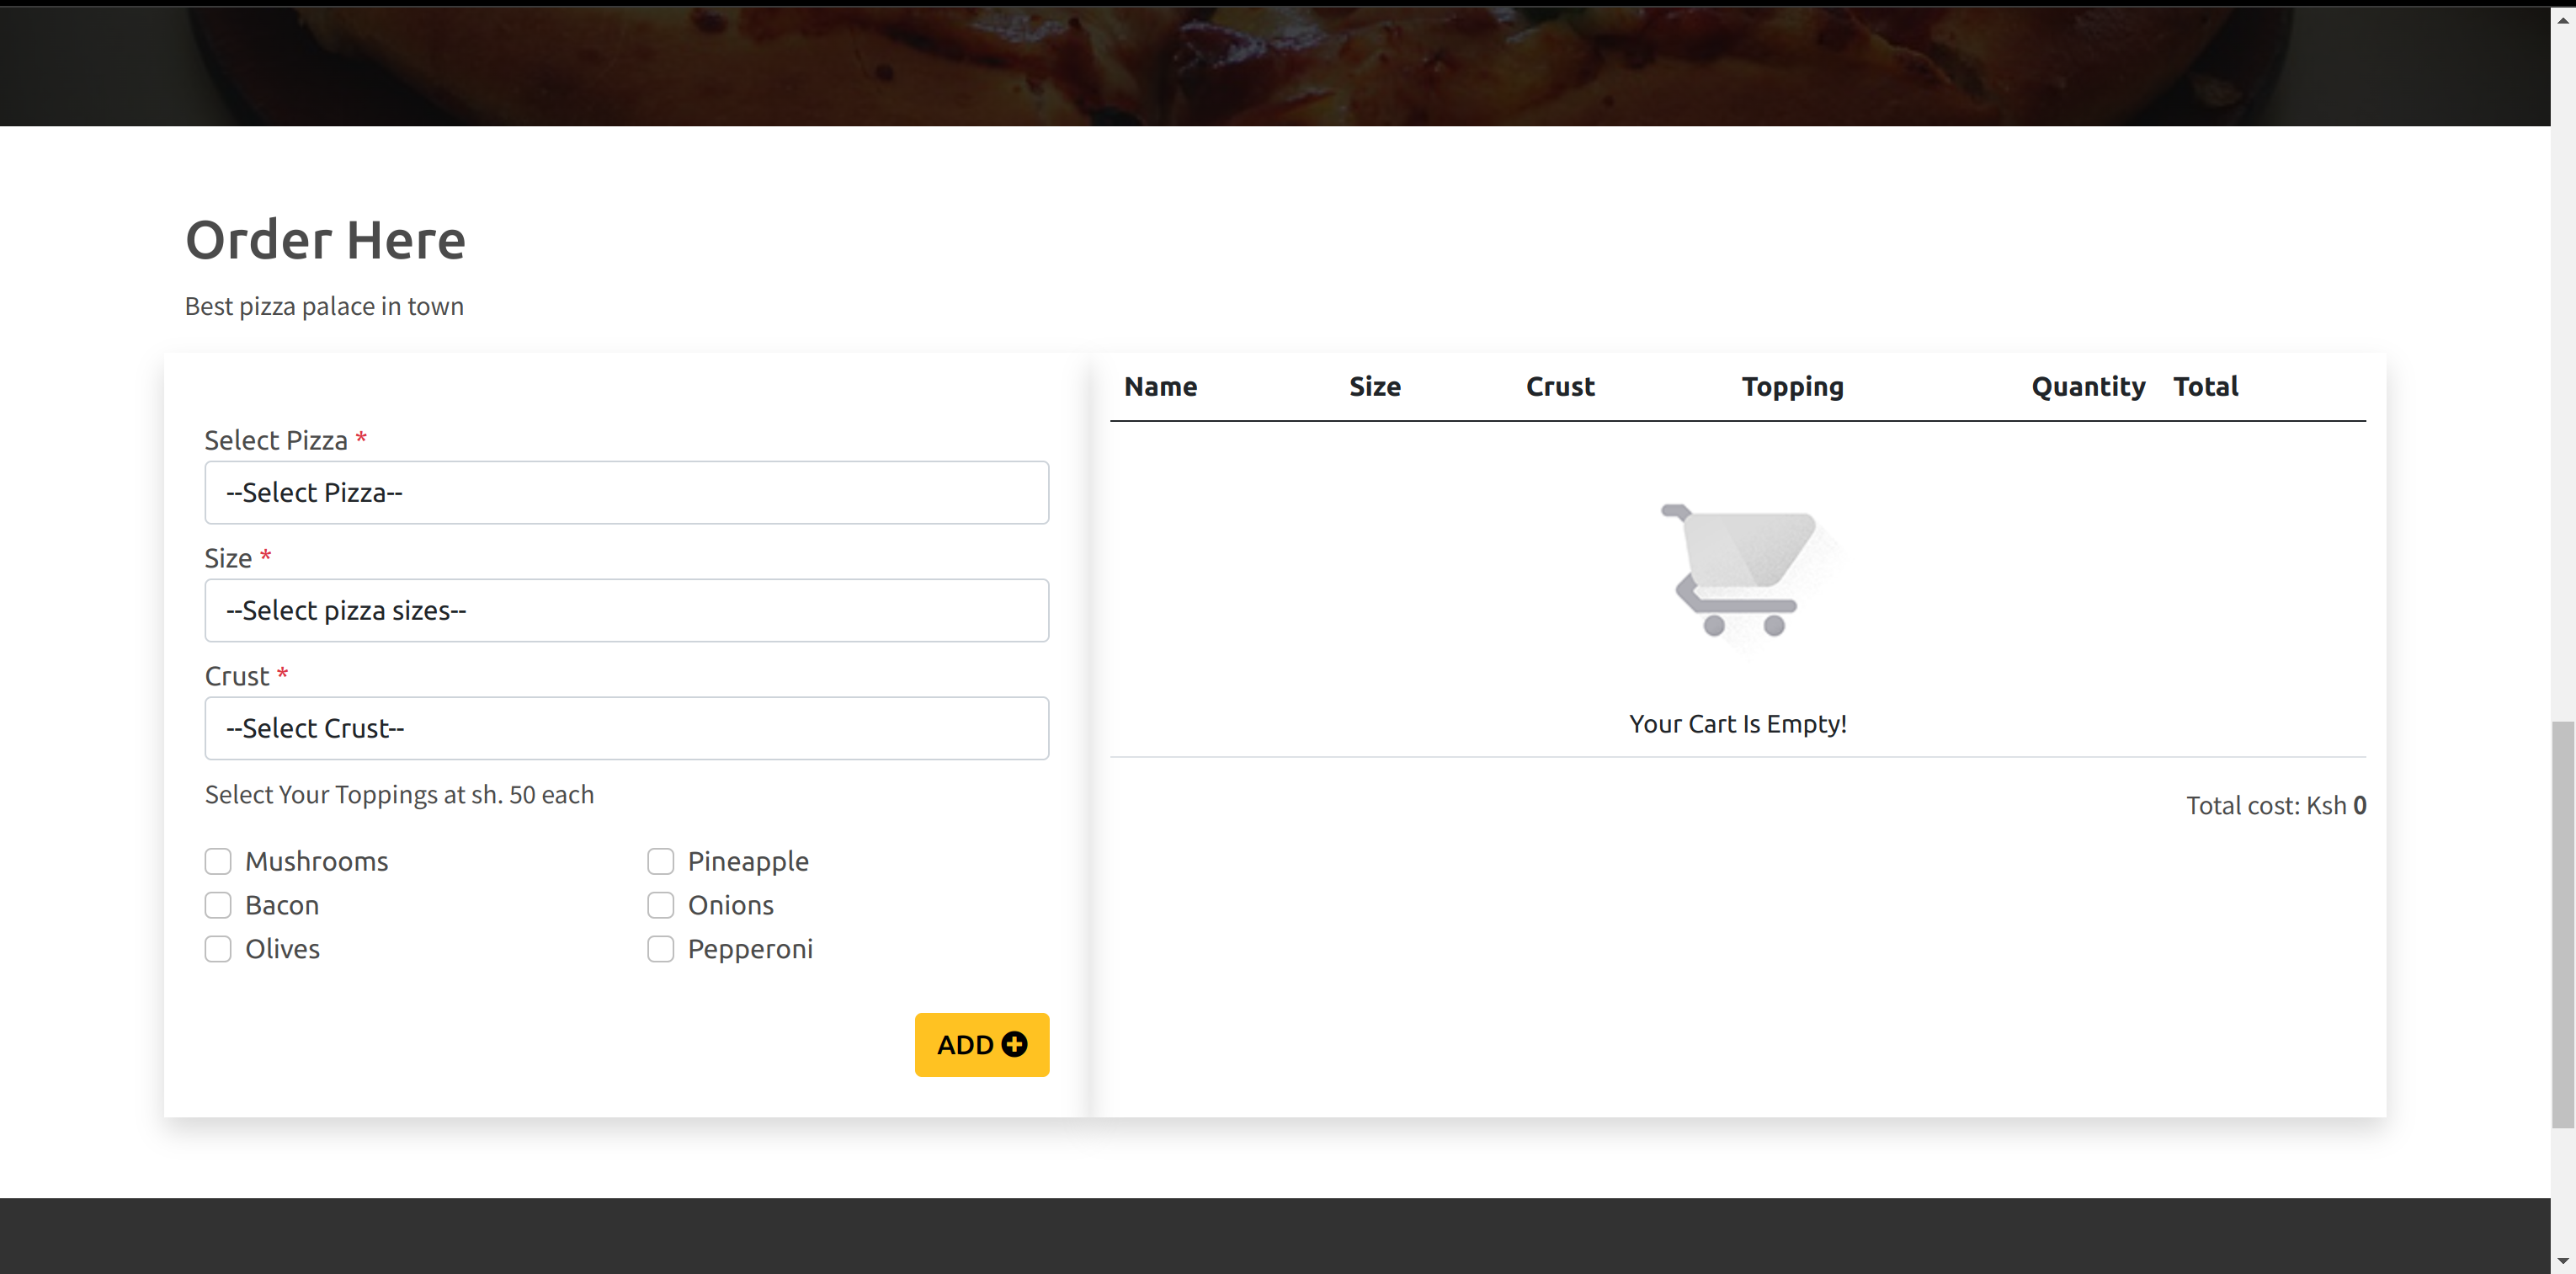 Order Here
Best pizza palace in town
Select Pizza *
--Select Pizza--
Size *
--Select pizza sizes--
Crust *
--Select Crust--
Select Your Toppings at sh. 50 each
Mushrooms
Pineapple
Bacon
Onions
Olives
Pepperoni
ADD
Name Size Crust Topping Quantity Total
Your Cart Is Empty!
Total cost: Ksh 0